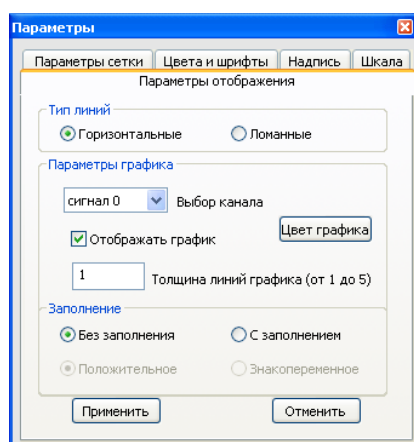 Параметры
Параметры сетки Цвета и шрифты Надпись Шкала
Параметры отображения
Тип линий
Горизонтальные Ломанные
Параметры графика
сигнал 0 Выбор канала
Отображать график Цвет графика
1 Толщина линий графика (от 1 до 5)
Заполнение
Без заполнения С заполнением
Положительное Знакопеременное
Применить Отменить